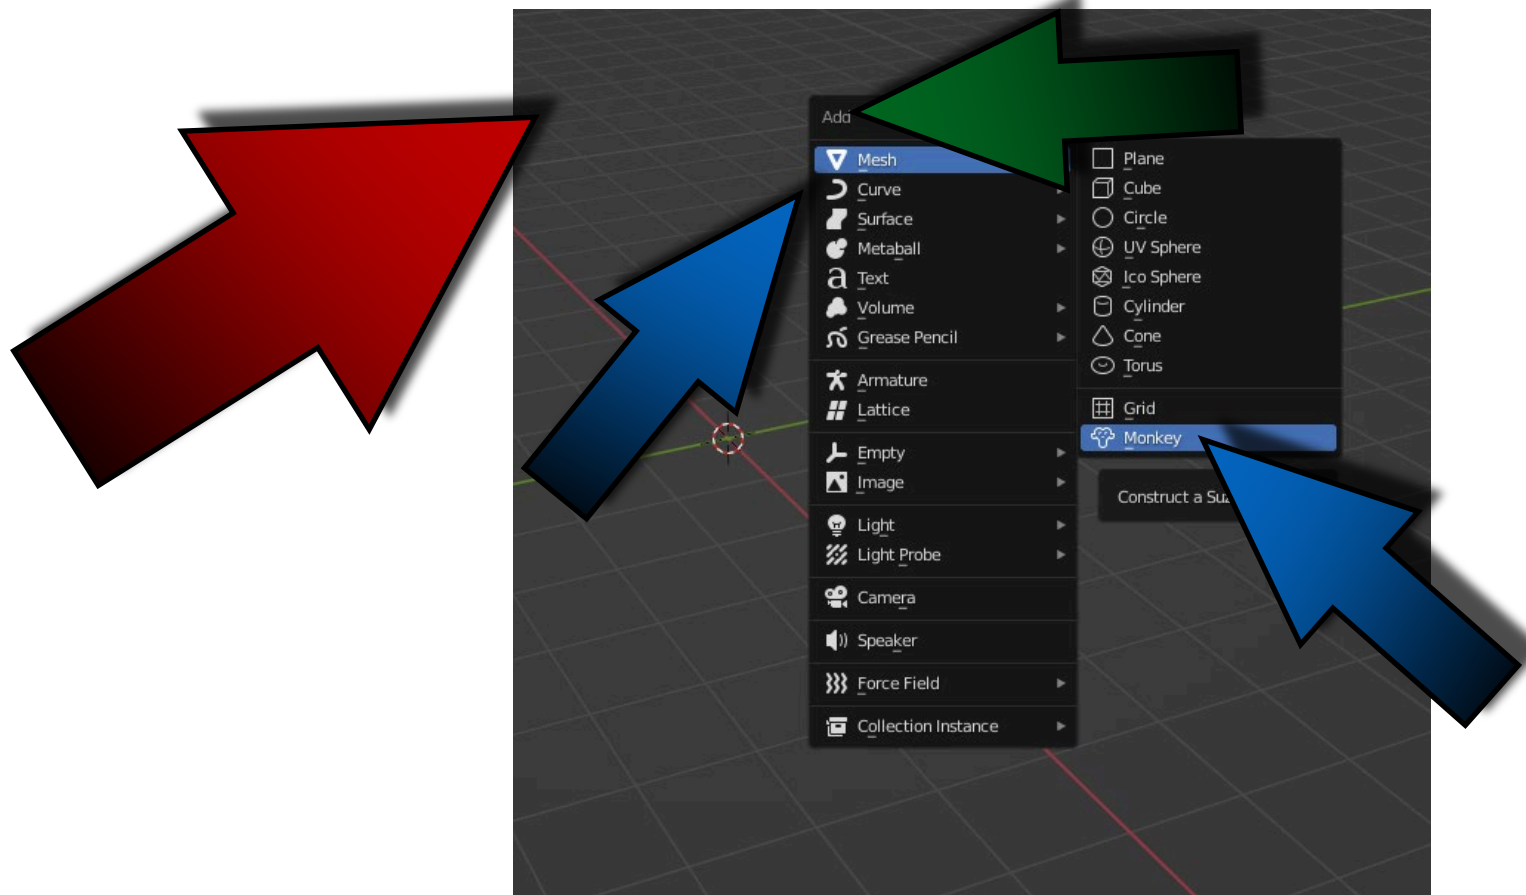 Add
Mesh
Curve
Surface
Metaball
Text
Volume
Grease Pencil
Armature
Lattice
Empty
Image
Light
Light Probe
Camera
Speaker
Force Field
Collection Instance
Plane
Cube
Circle
UV Sphere
Ico Sphere
Cylinder
Cone
Torus
Grid
Monkey
Construct a